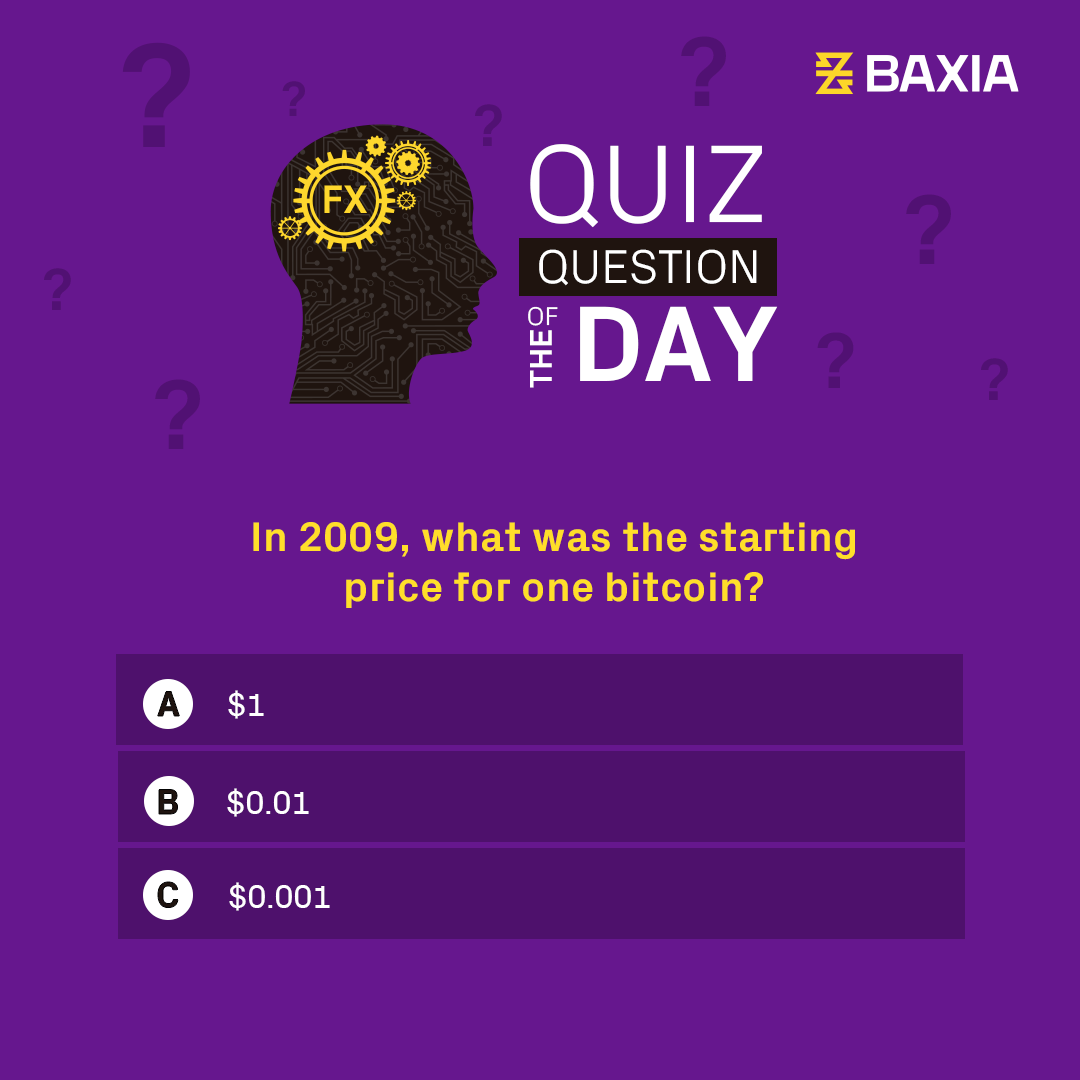 BAXIA
FX
QUIZ
QUESTION
OF THE
DAY
In 2009, what was the starting
price for one bitcoin?
A $1
B $0.01
C $0.001